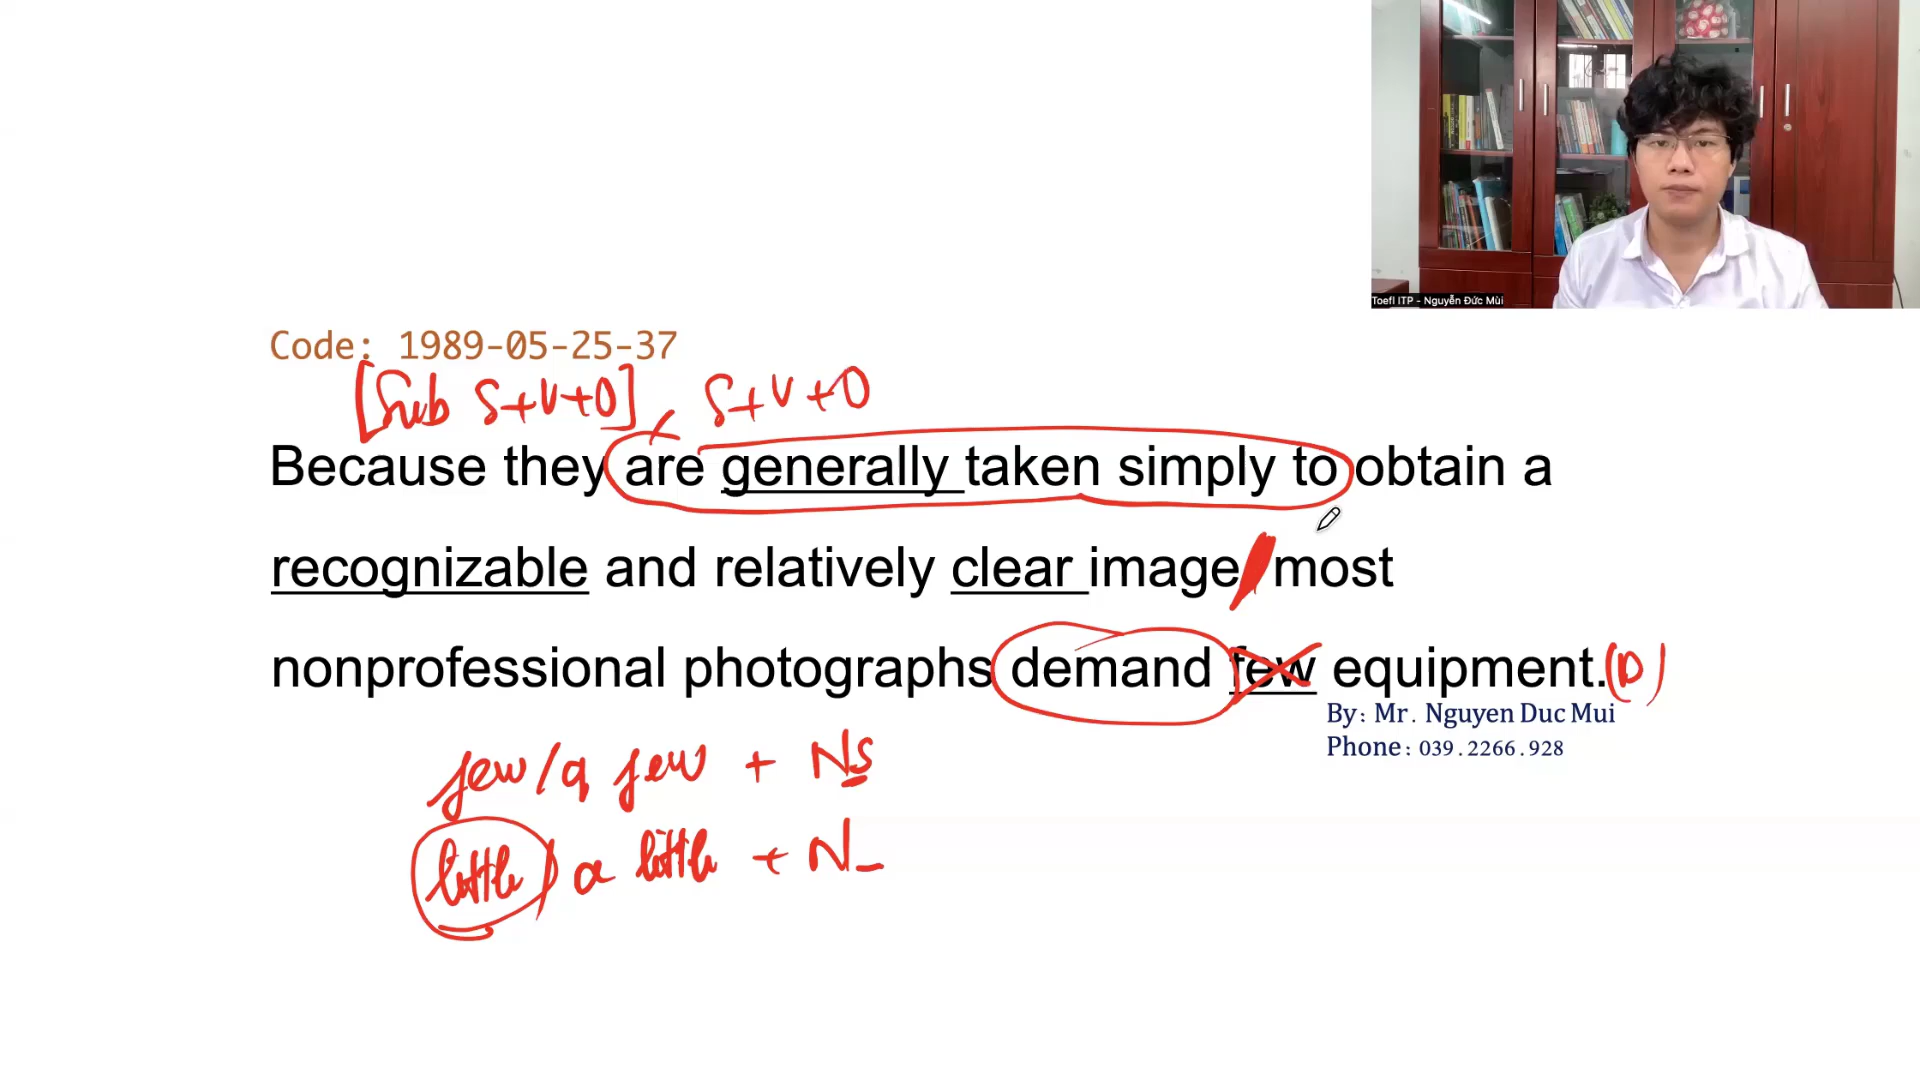 Toefl ITP - Nguyễn Đức Mùi
Code: 1989-05-25-37
[Sub S+V+O] , S+V+O
Because they are generally taken simply to obtain a
recognizable and relatively clear image, most
nonprofessional photographs demand few equipment. (D)
By: Mr. Nguyen Duc Mui
Phone: 039.2266.928
few/a few + Ns
little/a little + N_